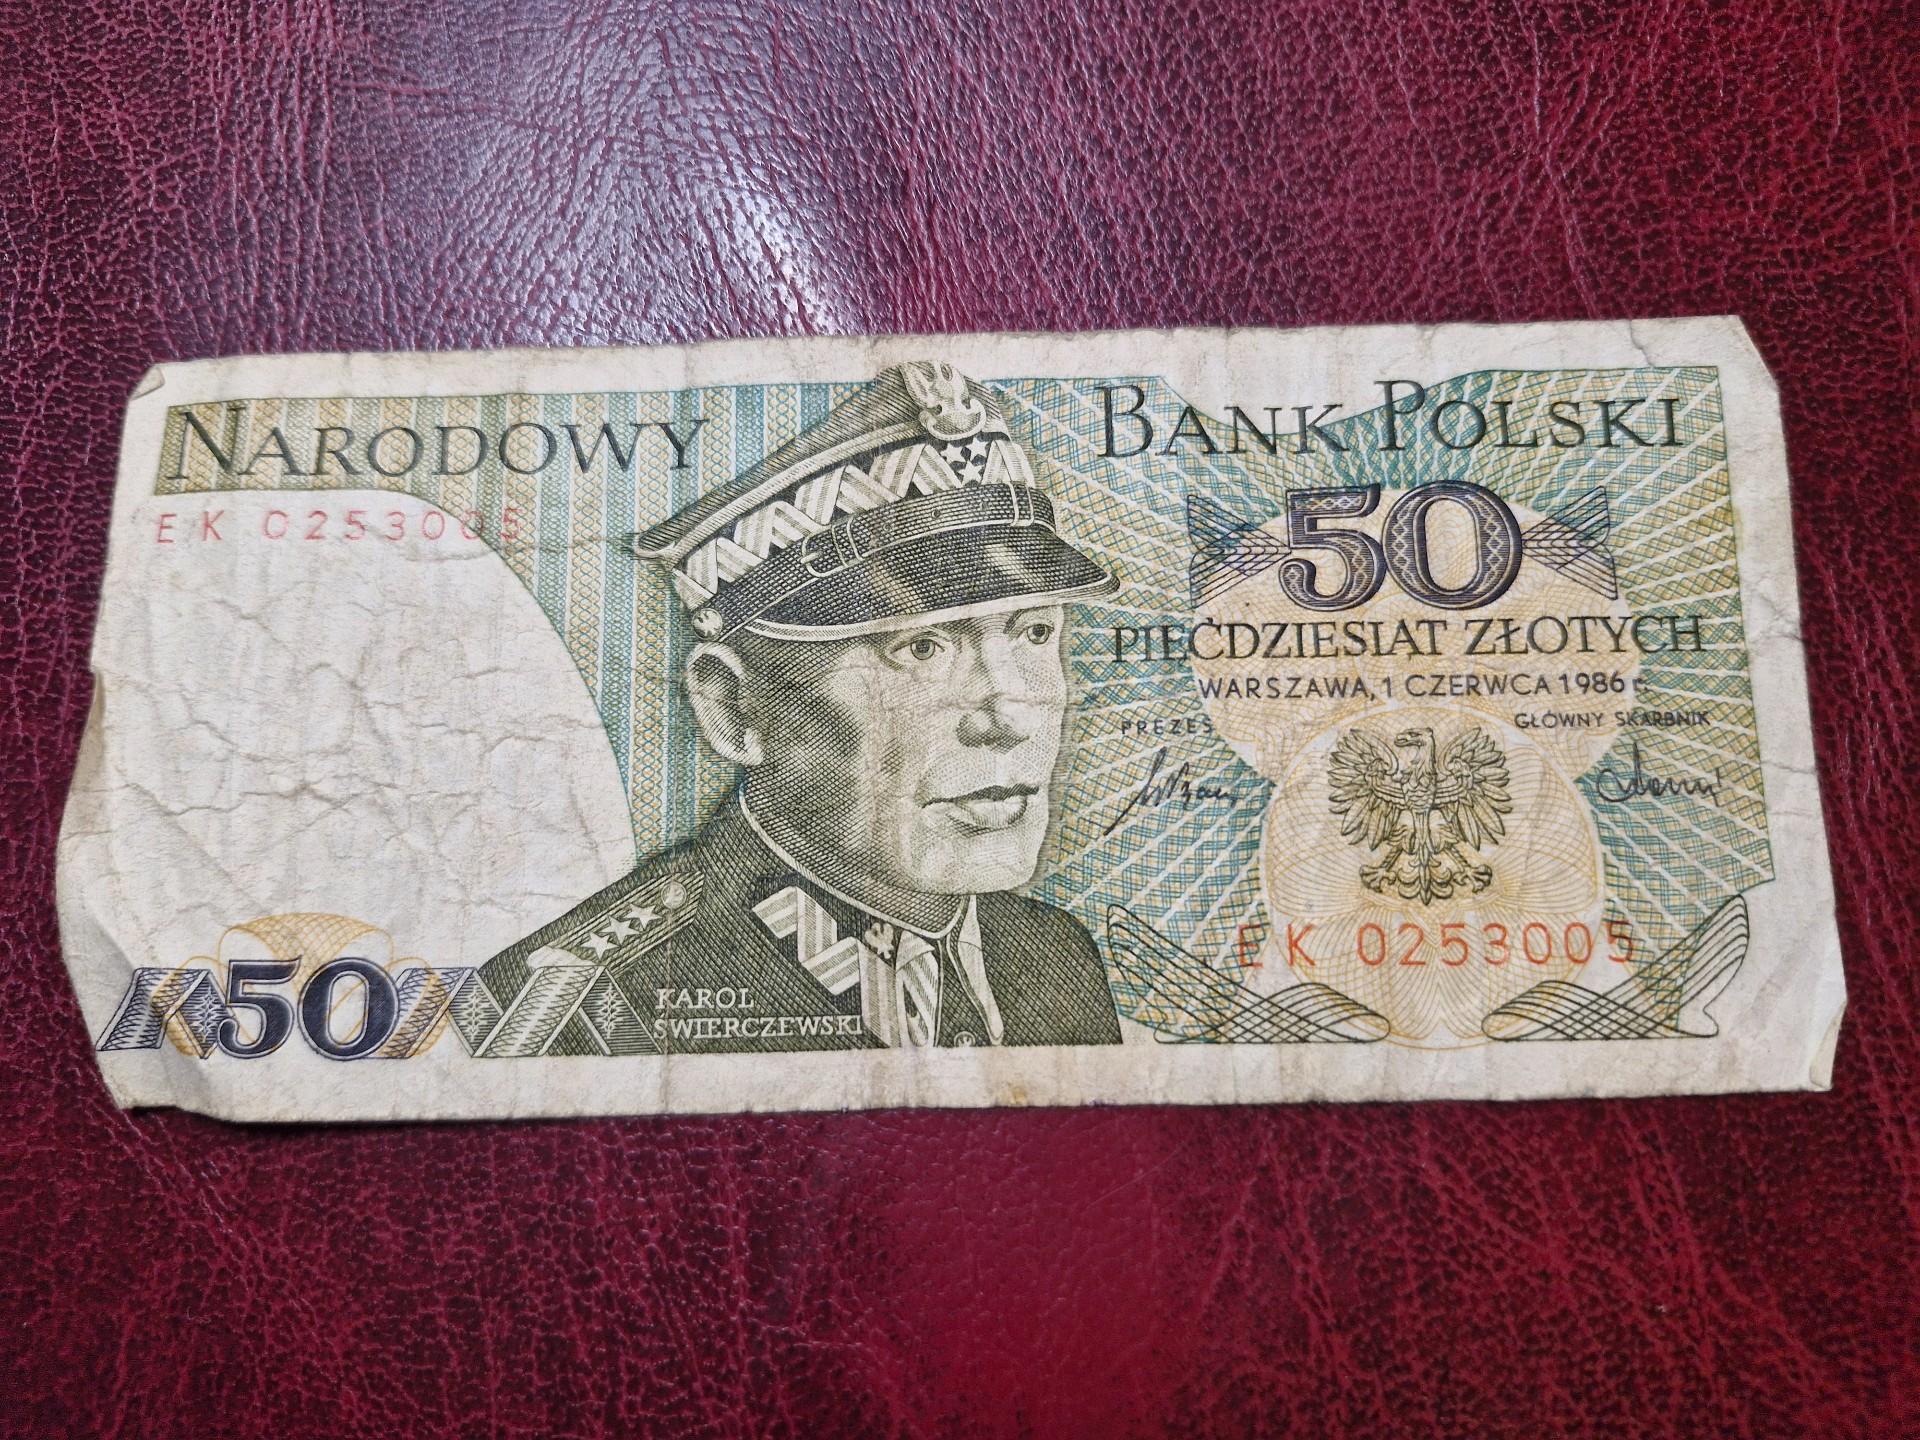 NARODOWY BANK POLSKI
EK 0253005
50
PIĘĆDZIESIĄT ZŁOTYCH
WARSZAWA, 1 CZERWCA 1986 r.
PREZES GŁÓWNY SKARBNIK
EK 0253005
50
KAROL
ŚWIERCZEWSKI